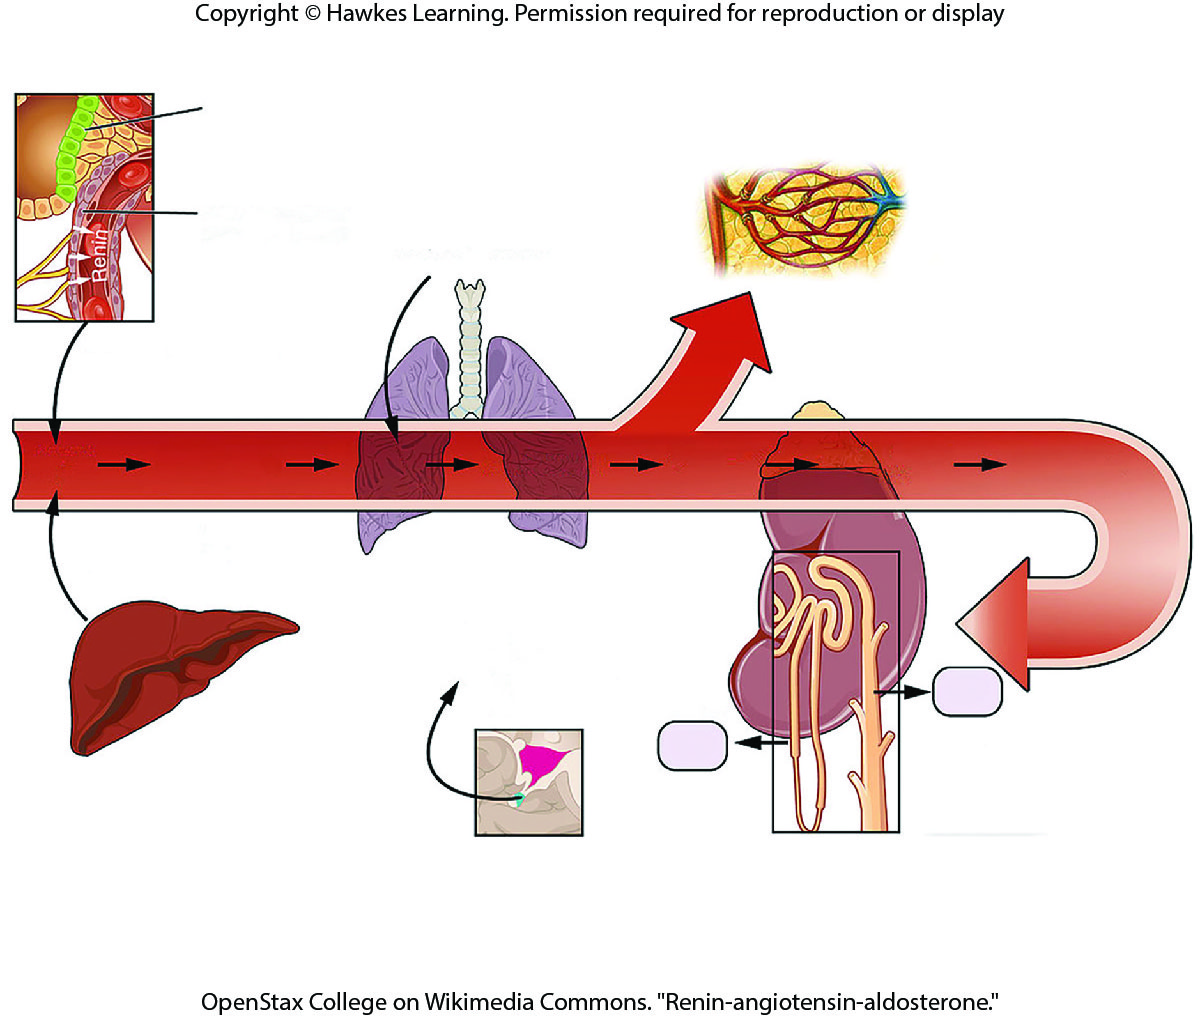 Copyright © Hawkes Learning. Permission required for reproduction or display
Renin
OpenStax College on Wikimedia Commons. "Renin-angiotensin-aldosterone."